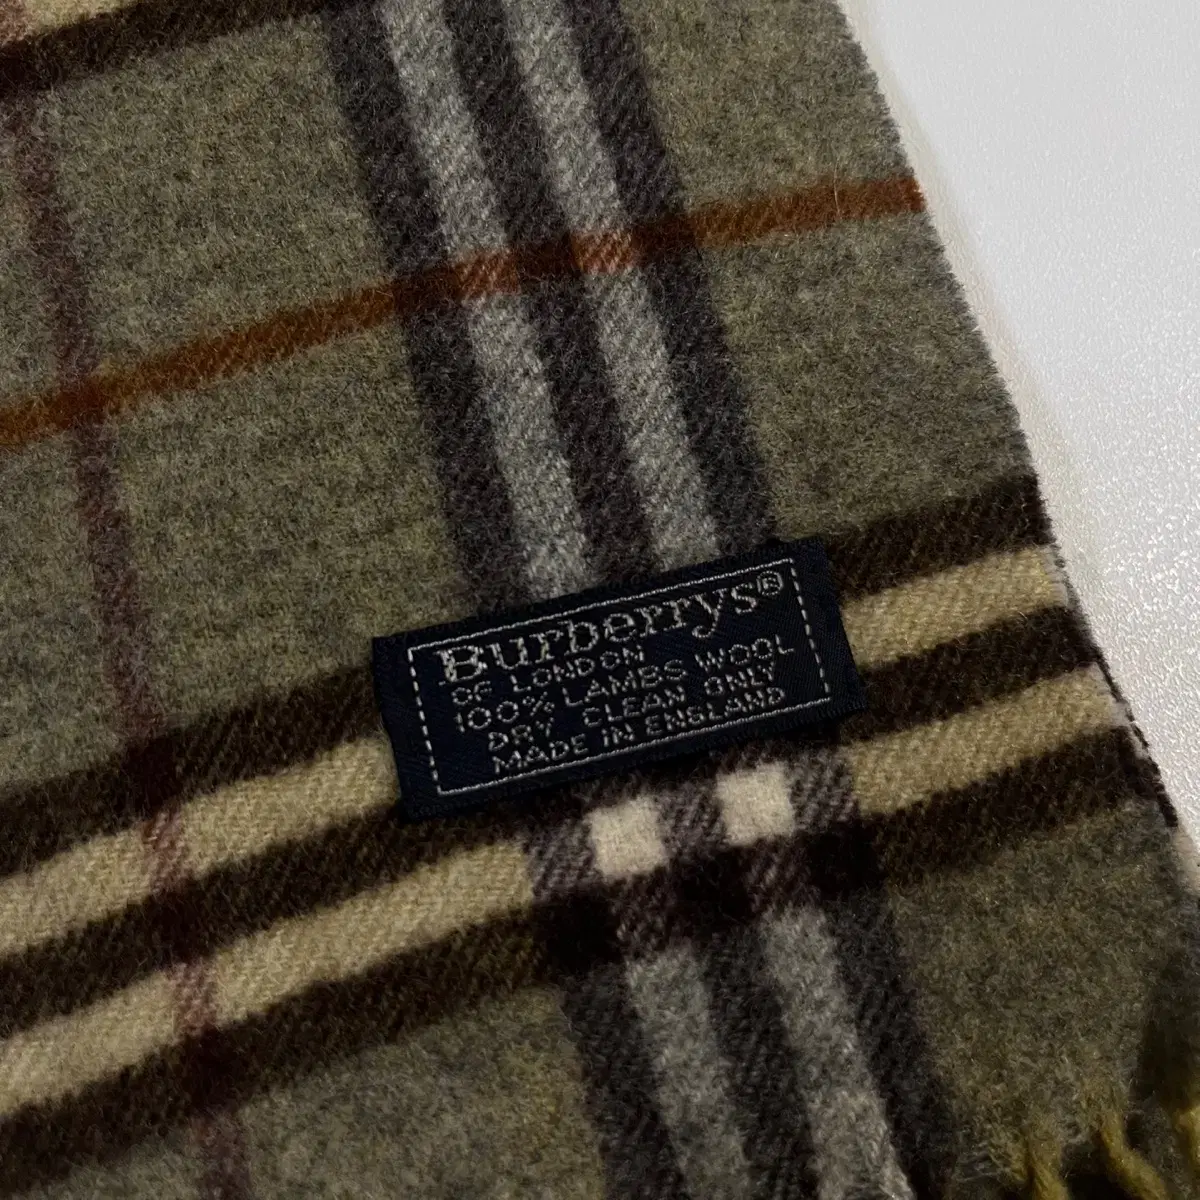 Burberrys®
OF LONDON
100% LAMBS WOOL
DRY CLEAN ONLY
MADE IN ENGLAND